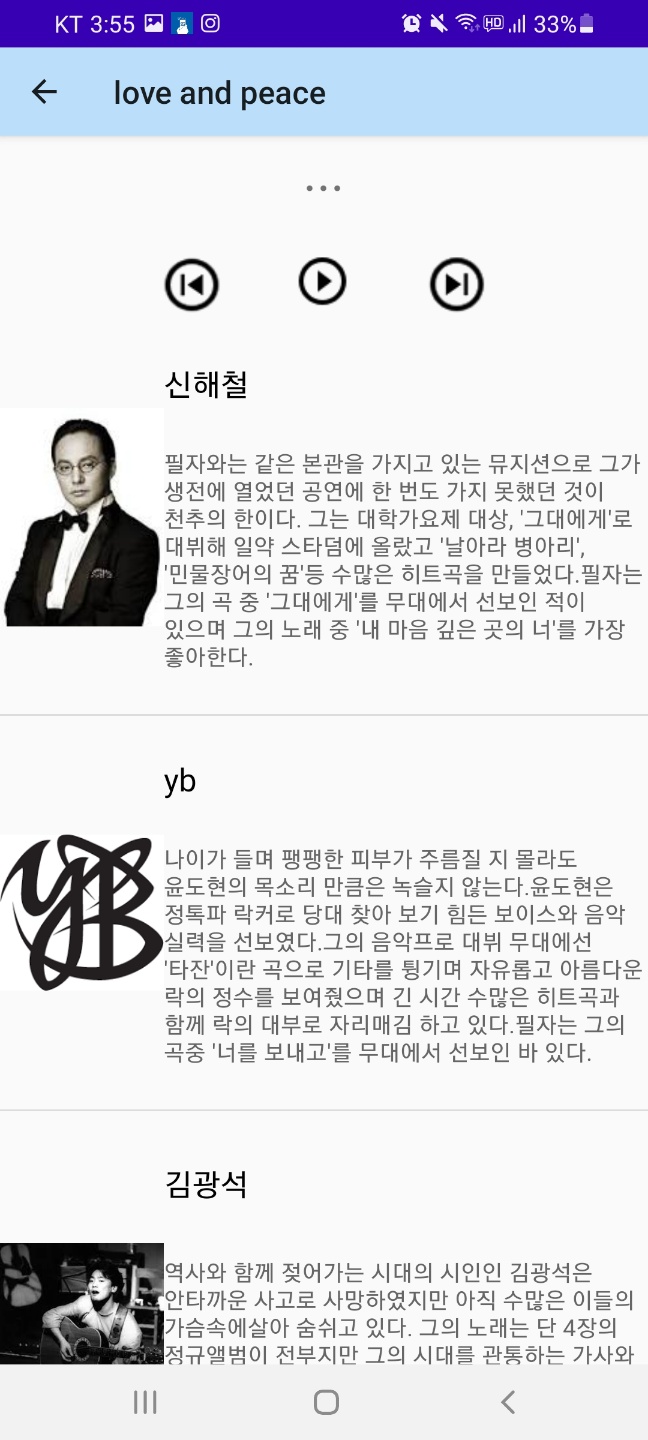 KT 3:55
HD
33%
love and peace
신해철
필자와는 같은 본관을 가지고 있는 뮤지션으로 그가
생전에 열었던 공연에 한 번도 가지 못했던 것이
천추의 한이다. 그는 대학가요제 대상, '그대에게'로
대뷔해 일약 스타덤에 올랐고 '날아라 병아리',
'민물장어의 꿈'등 수많은 히트곡을 만들었다.필자는
그의 곡 중 '그대에게'를 무대에서 선보인 적이
있으며 그의 노래 중 '내 마음 깊은 곳의 너'를 가장
좋아한다.
yb
yB
나이가 들며 팽팽한 피부가 주름질 지 몰라도
윤도현의 목소리 만큼은 녹슬지 않는다.윤도현은
정톡파 락커로 당대 찾아 보기 힘든 보이스와 음악
실력을 선보였다.그의 음악프로 대뷔 무대에선
'타잔'이란 곡으로 기타를 튕기며 자유롭고 아름다운
락의 정수를 보여줬으며 긴 시간 수많은 히트곡과
함께 락의 대부로 자리매김 하고 있다.필자는 그의
곡중 '너를 보내고'를 무대에서 선보인 바 있다.
김광석
역사와 함께 젖어가는 시대의 시인인 김광석은
안타까운 사고로 사망하였지만 아직 수많은 이들의
가슴속에살아 숨쉬고 있다. 그의 노래는 단 4장의
정규앨범이 전부지만 그의 시대를 관통하는 가사와